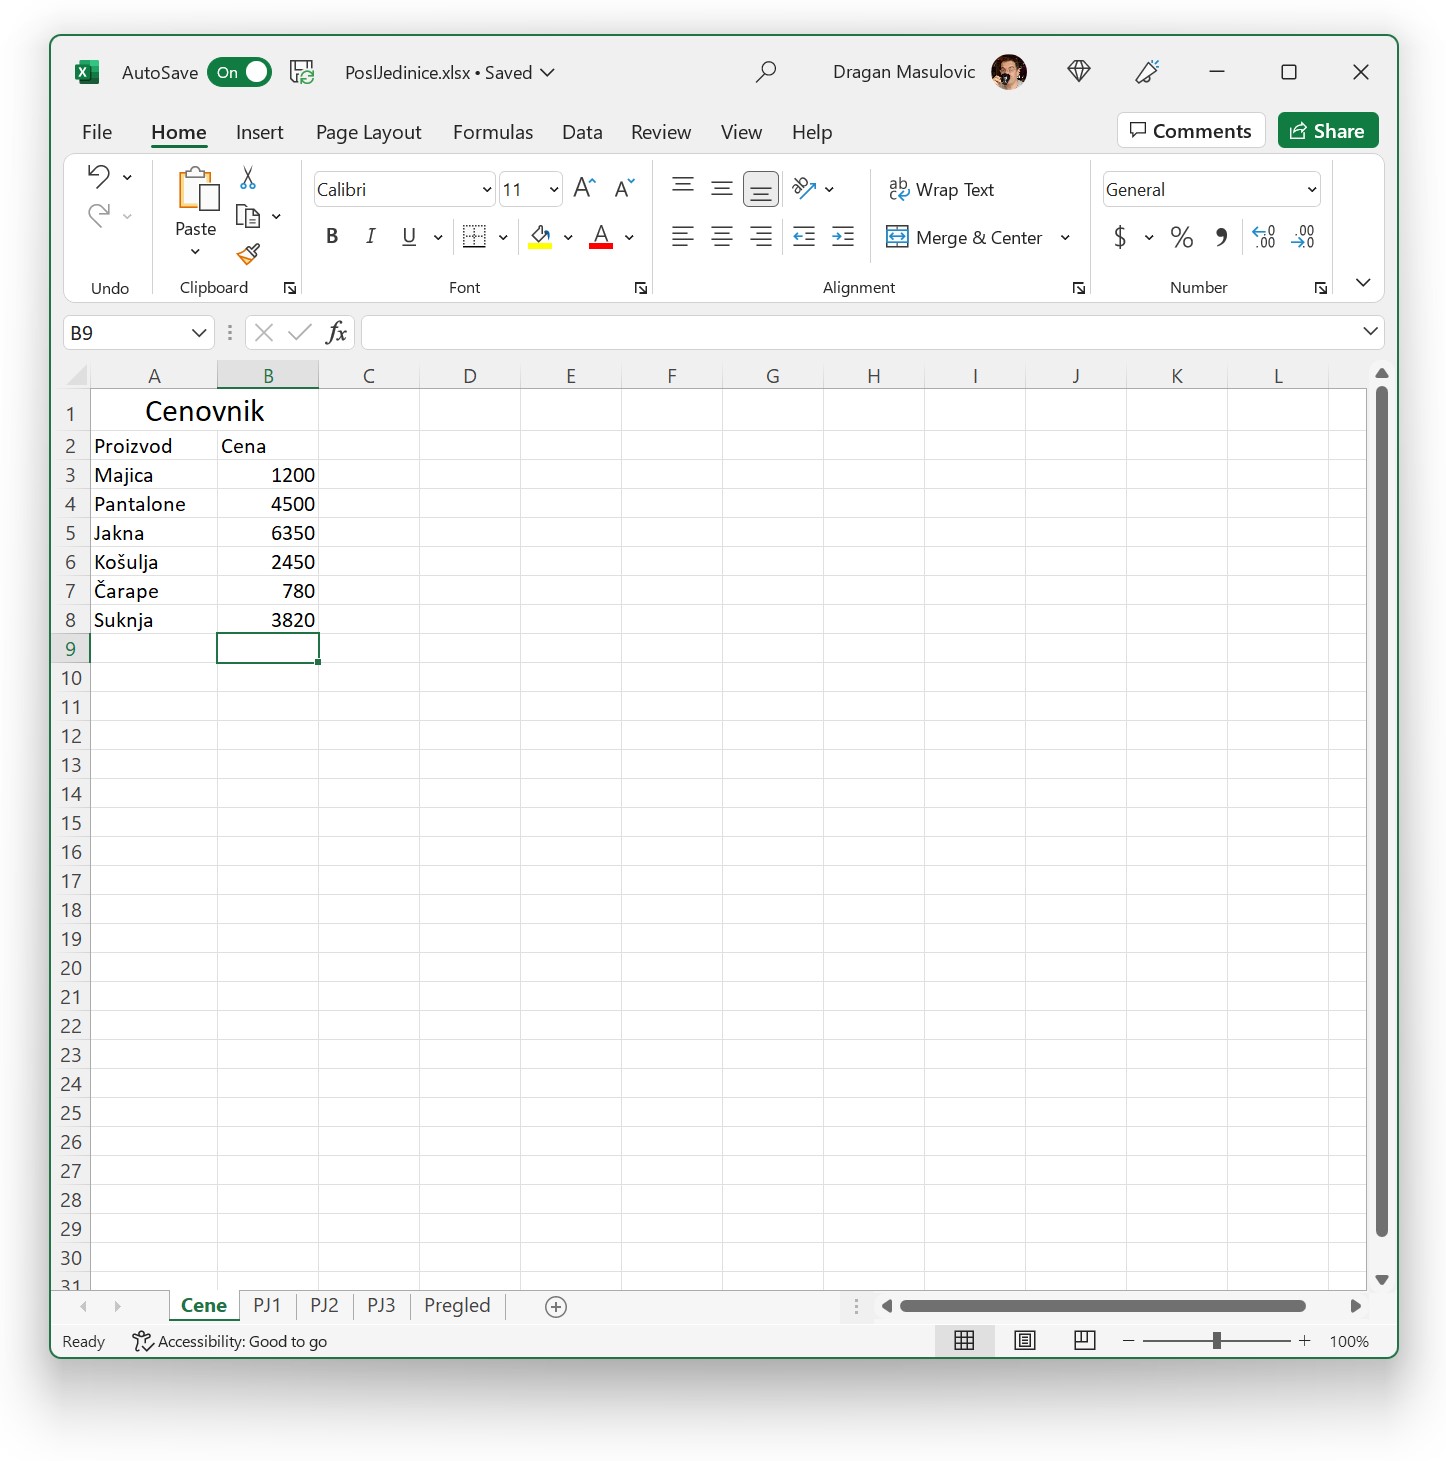 AutoSave On PoslJedinice.xlsx • Saved Dragan Masulovic
File Home Insert Page Layout Formulas Data Review View Help Comments Share
Paste
Calibri 11 A A
B I U A
ab Wrap Text
Merge & Center
General
$ % , .00 .00
Undo Clipboard Font Alignment Number
B9 fx
A B C D E F G H I J K L
1 Cenovnik
2 Proizvod Cena
3 Majica 1200
4 Pantalone 4500
5 Jakna 6350
6 Košulja 2450
7 Čarape 780
8 Suknja 3820
9
10
11
12
13
14
15
16
17
18
19
20
21
22
23
24
25
26
27
28
29
30
31
Cene PJ1 PJ2 PJ3 Pregled
Ready Accessibility: Good to go 100%